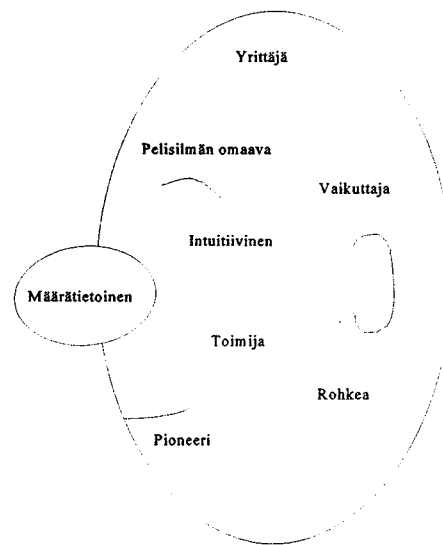 Yrittäjä
Pelisilmän omaava
Vaikuttaja
Intuitiivinen
Määrätietoinen
Toimija
Rohkea
Pioneeri